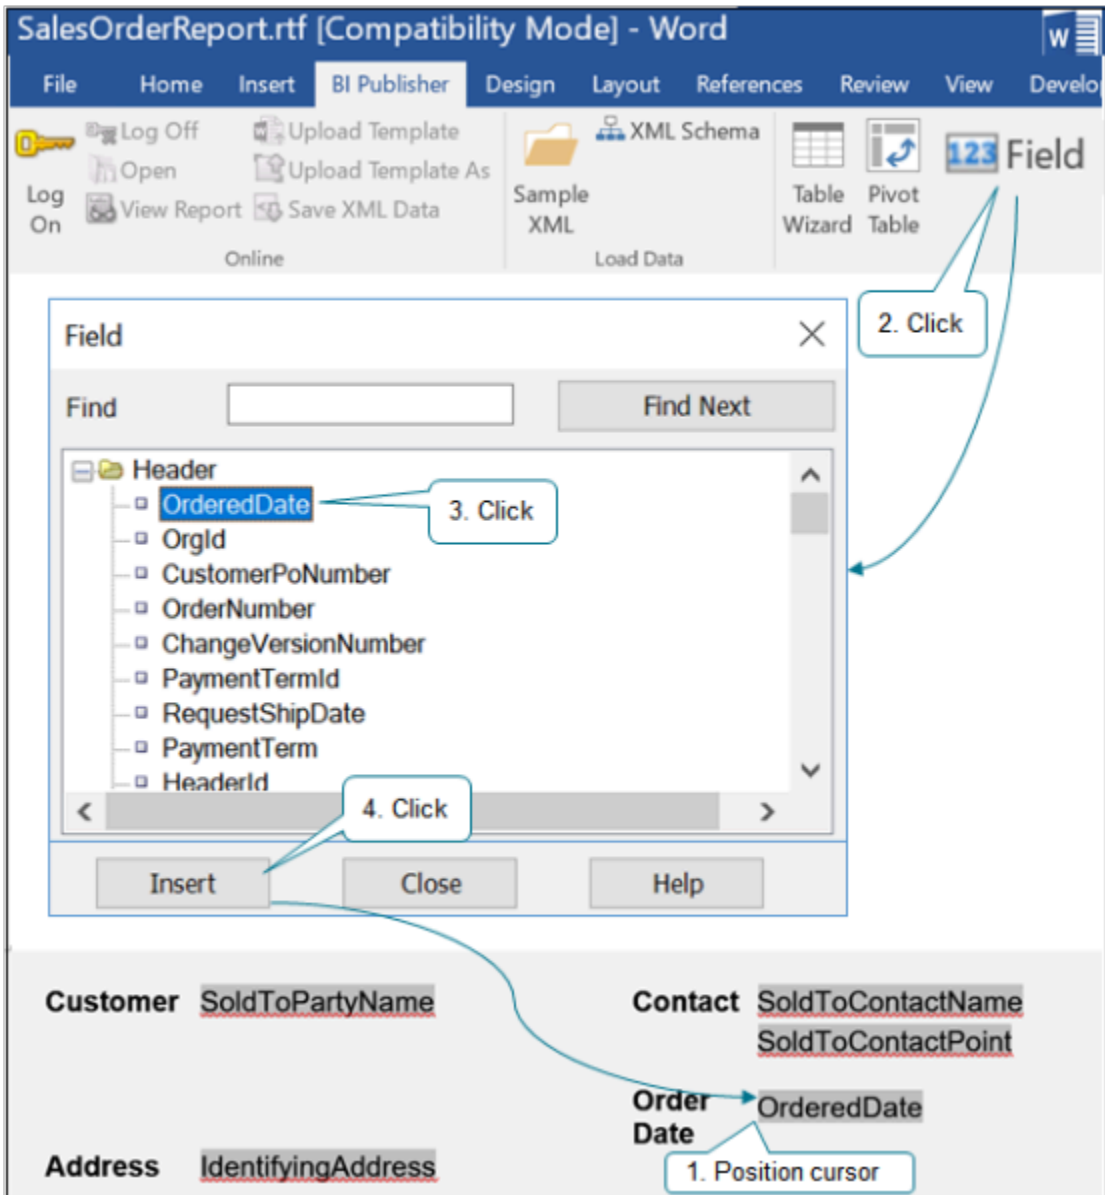 SalesOrderReport.rtf [Compatibility Mode] - Word
W
File Home Insert BI Publisher Design Layout References Review View Develo
Log On
Log Off
Open
View Report
Upload Template
Upload Template As
Save XML Data
Online
Sample XML
XML Schema
Load Data
Table Wizard
Pivot Table
123 Field
2. Click
Field
Find
Find Next
Header
OrderedDate
3. Click
OrgId
CustomerPoNumber
OrderNumber
ChangeVersionNumber
PaymentTermId
RequestShipDate
PaymentTerm
HeaderId
4. Click
Insert Close Help
Customer SoldToPartyName
Contact SoldToContactName
SoldToContactPoint
Order Date OrderedDate
1. Position cursor
Address IdentifyingAddress